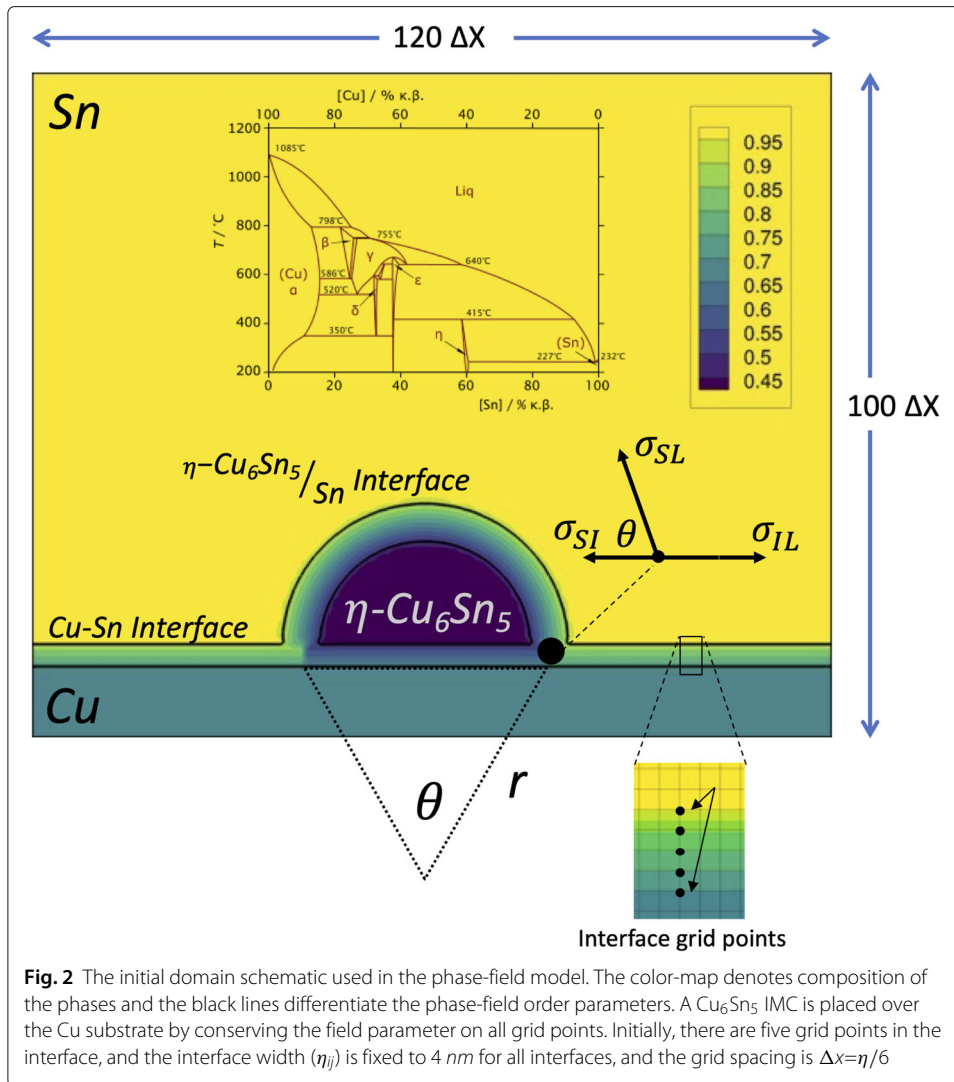 120 ΔX
Sn
[Cu] / % к.в.
100 80 60 40 20 0
1200
1085°C
1000
Liq
T / °C
800
798°C
755°C
β
γ
640°C
600
586°C
(Cu)
α
ε
520°C
δ
415°C
400
350°C
η
(Sn)
227°C
232°C
200
0 20 40 60 80 100
[Sn] / % к.в.
0.95
0.9
0.85
0.8
0.75
0.7
0.65
0.6
0.55
0.5
0.45
100 ΔX
η-Cu₆Sn₅/Sn Interface
σ_SL
σ_SI
θ
σ_IL
η-Cu₆Sn₅
Cu-Sn Interface
Cu
θ
r
Interface grid points
Fig. 2 The initial domain schematic used in the phase-field model. The color-map denotes composition of
the phases and the black lines differentiate the phase-field order parameters. A Cu₆Sn₅ IMC is placed over
the Cu substrate by conserving the field parameter on all grid points. Initially, there are five grid points in the
interface, and the interface width (η_ij) is fixed to 4 nm for all interfaces, and the grid spacing is Δx=η/6